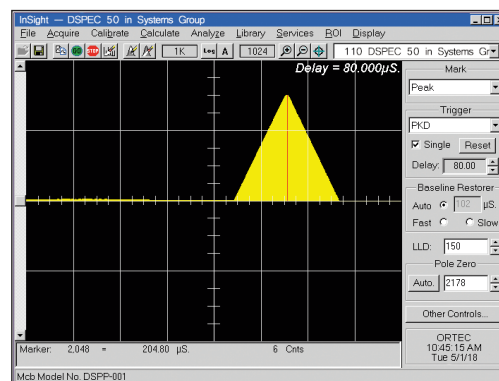 InSight — DSPEC 50 in Systems Group
File Acquire Calibrate Calculate Analyze Library Services ROI Display
1K Log A 1024 110 DSPEC 50 in Systems Gr
Delay = 80.000µS.
Mark
Peak
Trigger
PKD
Single Reset
Delay: 80.00
Baseline Restorer
Auto 102 µS.
Fast Slow
LLD: 150
Pole Zero
Auto. 2178
Other Controls...
ORTEC
10:45:15 AM
Tue 5/1/18
Marker: 2,048 = 204.80 µS. 6 Cnts
Mcb Model No. DSPP-001